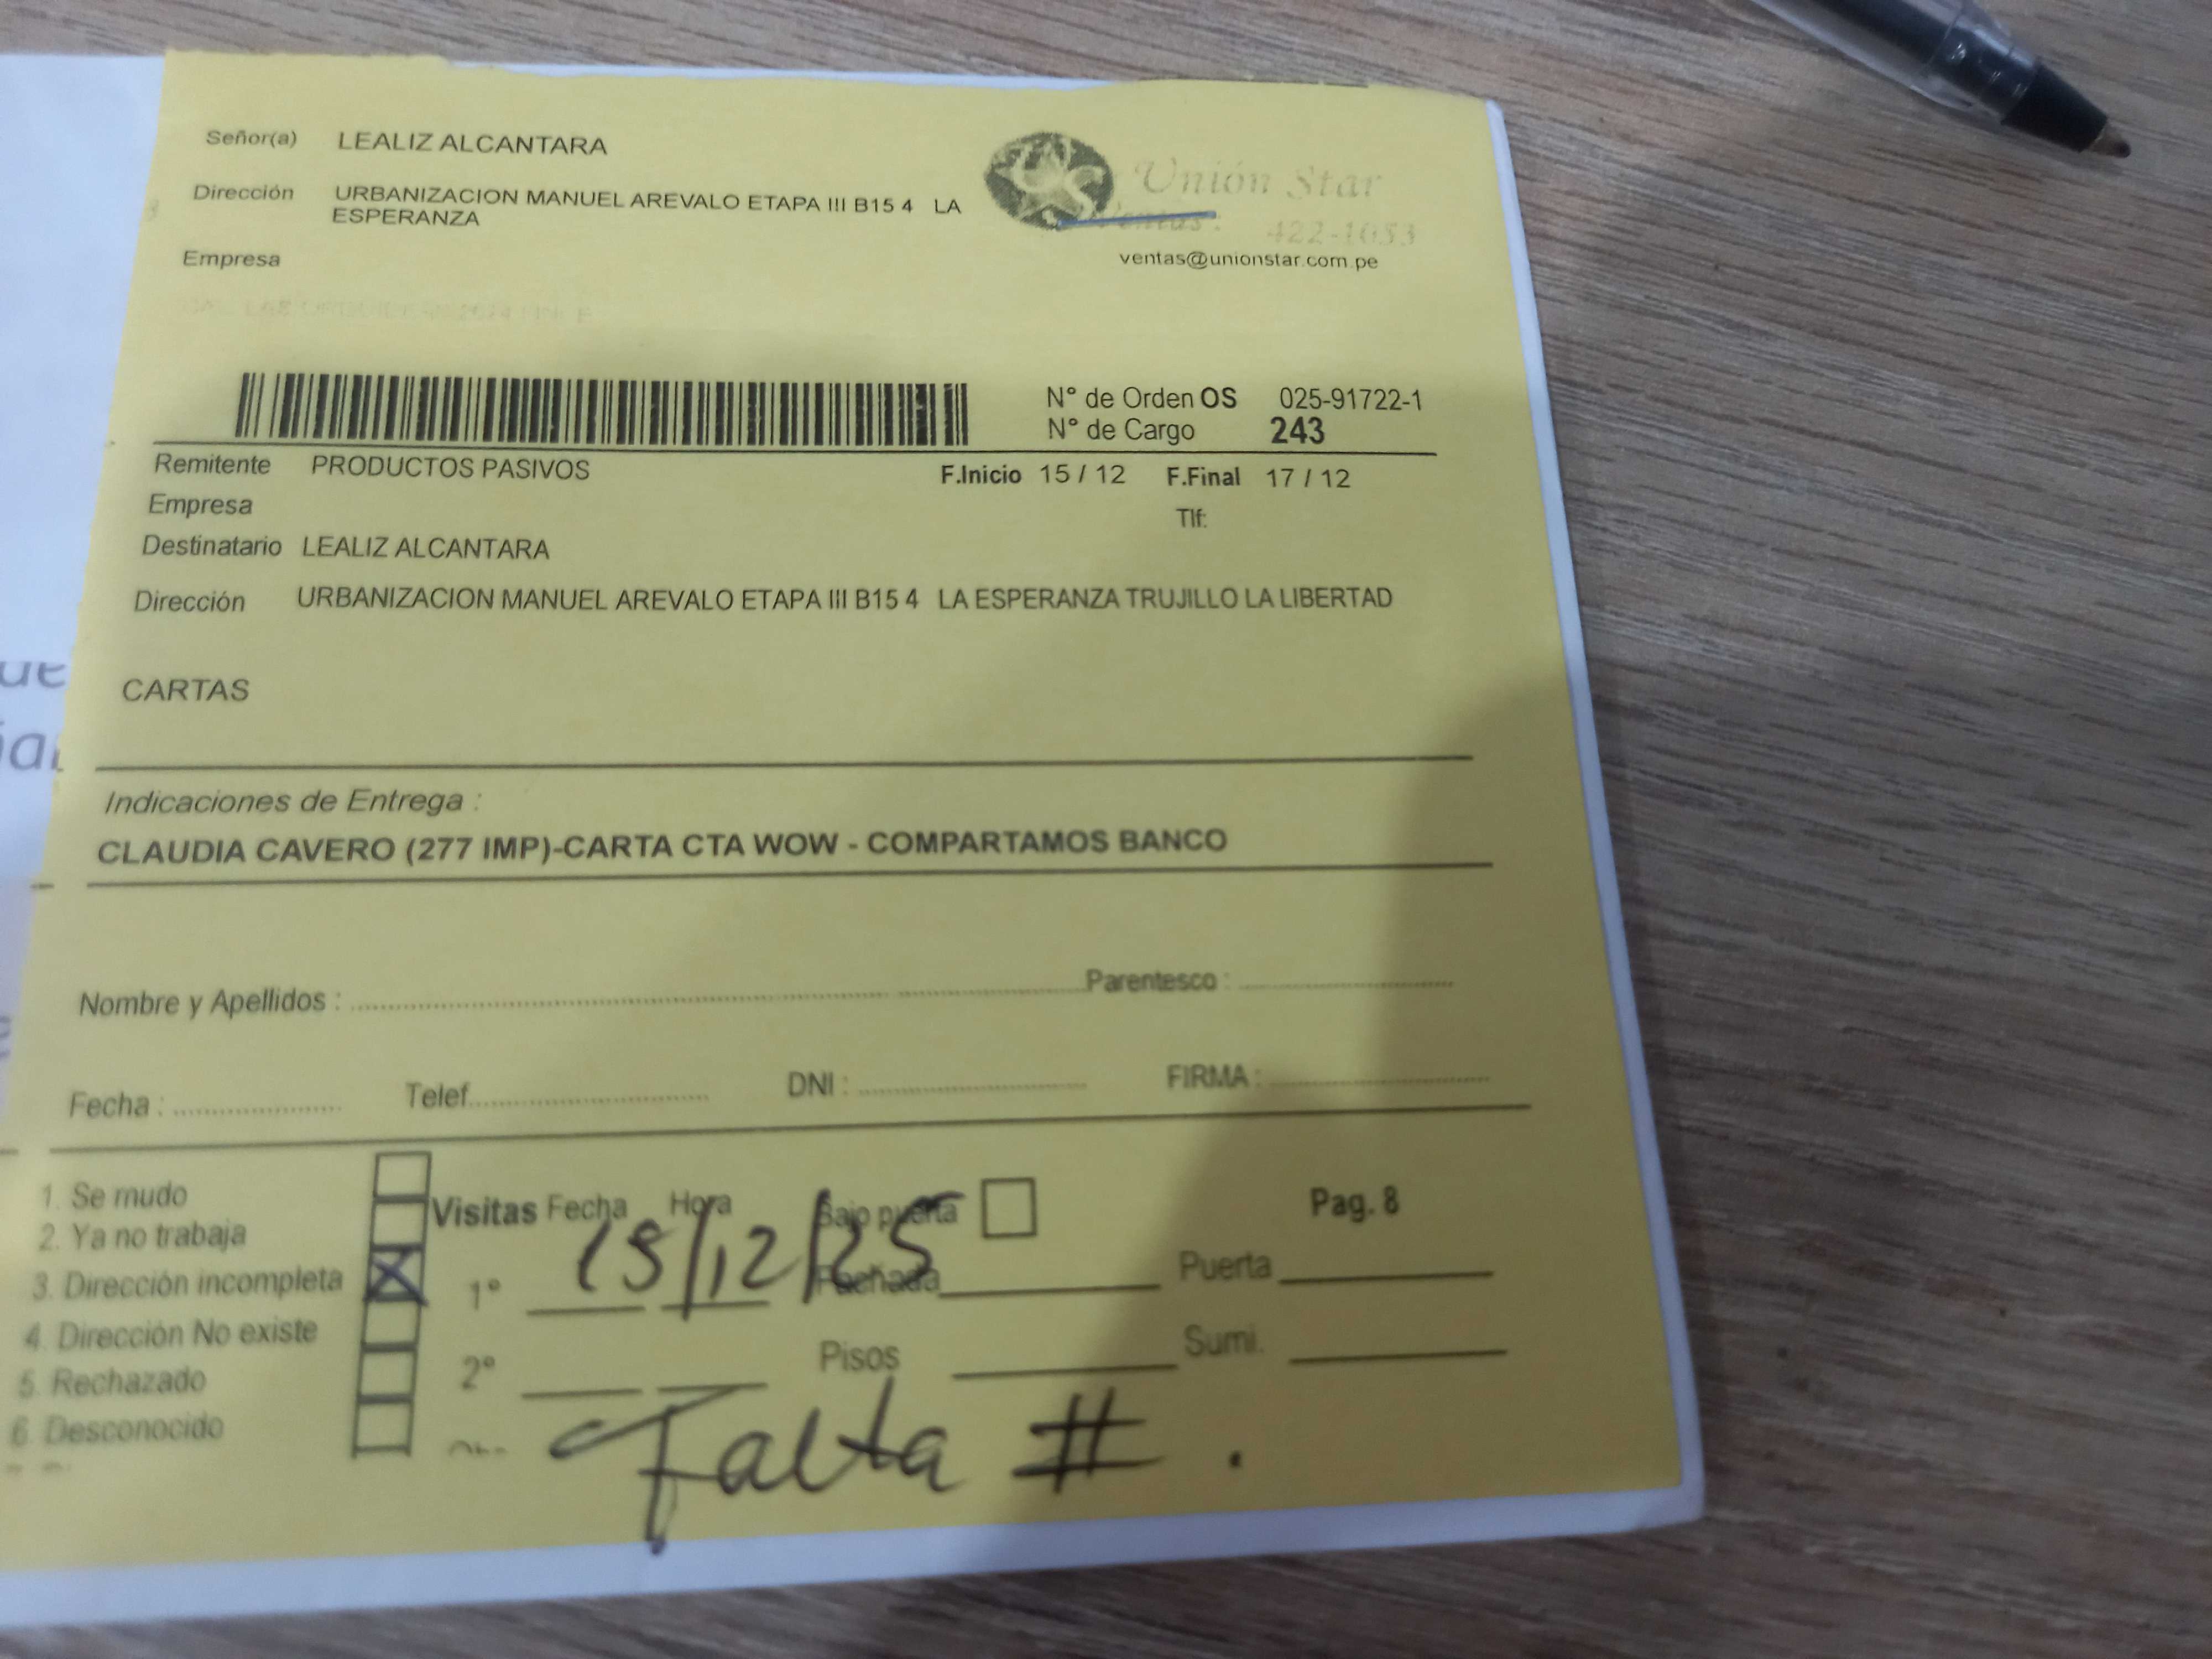 Señor(a) LEALIZ ALCANTARA
Dirección URBANIZACION MANUEL AREVALO ETAPA III B15 4 LA
ESPERANZA
Empresa
Unión Star
Ventas: 422-1053
ventas@unionstar.com.pe
N° de Orden OS 025-91722-1
N° de Cargo 243
Remitente PRODUCTOS PASIVOS F.Inicio 15 / 12 F.Final 17 / 12
Empresa Tlf:
Destinatario LEALIZ ALCANTARA
Dirección URBANIZACION MANUEL AREVALO ETAPA III B15 4 LA ESPERANZA TRUJILLO LA LIBERTAD
CARTAS
Indicaciones de Entrega :
CLAUDIA CAVERO (277 IMP)-CARTA CTA WOW - COMPARTAMOS BANCO
Nombre y Apellidos : Parentesco :
Fecha : Telef. DNI : FIRMA :
1. Se mudo
2. Ya no trabaja
3. Dirección incompleta X
4. Dirección No existe
5. Rechazado
6. Desconocido
Visitas Fecha Hora Bajo puerta Pag. 8
1° 15/12/25 Fachada Puerta
2° Pisos Sumi.
Falta # .